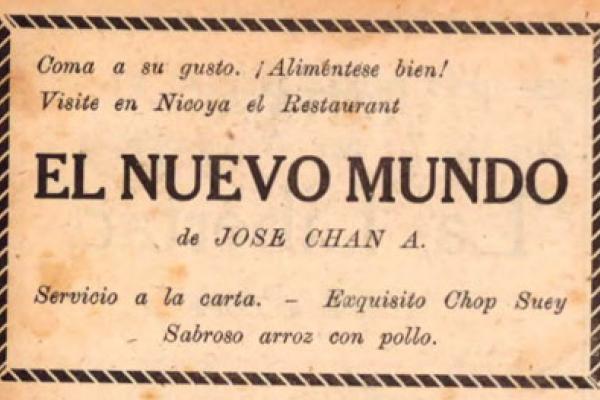 Coma a su gusto. ¡Aliméntese bien!
Visite en Nicoya el Restaurant
EL NUEVO MUNDO
de JOSE CHAN A.
Servicio a la carta. – Exquisito Chop Suey
Sabroso arroz con pollo.